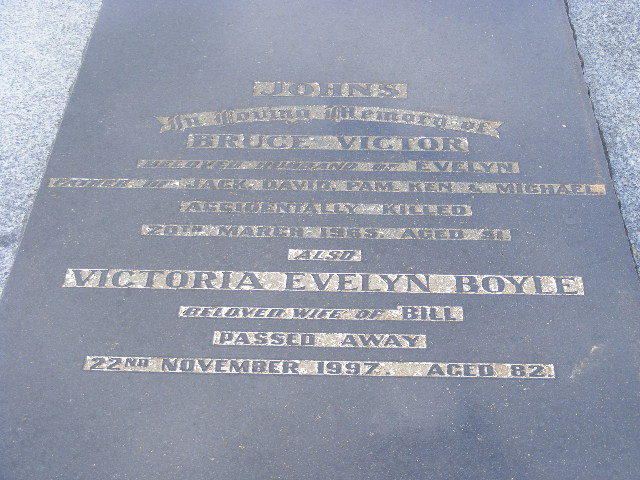 JOHNS
In Loving Memory of
BRUCE VICTOR
BELOVED HUSBAND OF EVELYN
FATHER OF JACK, DAVID, PAM, KEN & MICHAEL
ACCIDENTALLY KILLED
20TH MARCH 1965. AGED 51.
ALSO
VICTORIA EVELYN BOYLE
BELOVED WIFE OF BILL
PASSED AWAY
22ND NOVEMBER 1997. AGED 82.